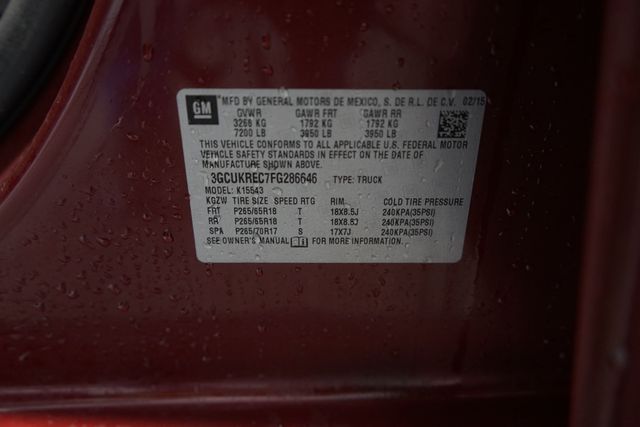 GM MFD BY GENERAL MOTORS DE MEXICO, S. DE R.L. DE C.V. 02/15
GVWR GAWR FRT GAWR RR
3266 KG 1792 KG 1792 KG
7200 LB 3950 LB 3950 LB
THIS VEHICLE CONFORMS TO ALL APPLICABLE U.S. FEDERAL MOTOR
VEHICLE SAFETY STANDARDS IN EFFECT ON THE DATE OF
MANUFACTURE SHOWN ABOVE.
3GCUKREC7FG286646 TYPE: TRUCK
MODEL: K15543
KGZW TIRE SIZE SPEED RTG RIM COLD TIRE PRESSURE
FRT P265/65R18 T 18X8.5J 240KPA(35PSI)
RR P265/65R18 T 18X8.5J 240KPA(35PSI)
SPA P265/70R17 S 17X7J 240KPA(35PSI)
SEE OWNER'S MANUAL FOR MORE INFORMATION.